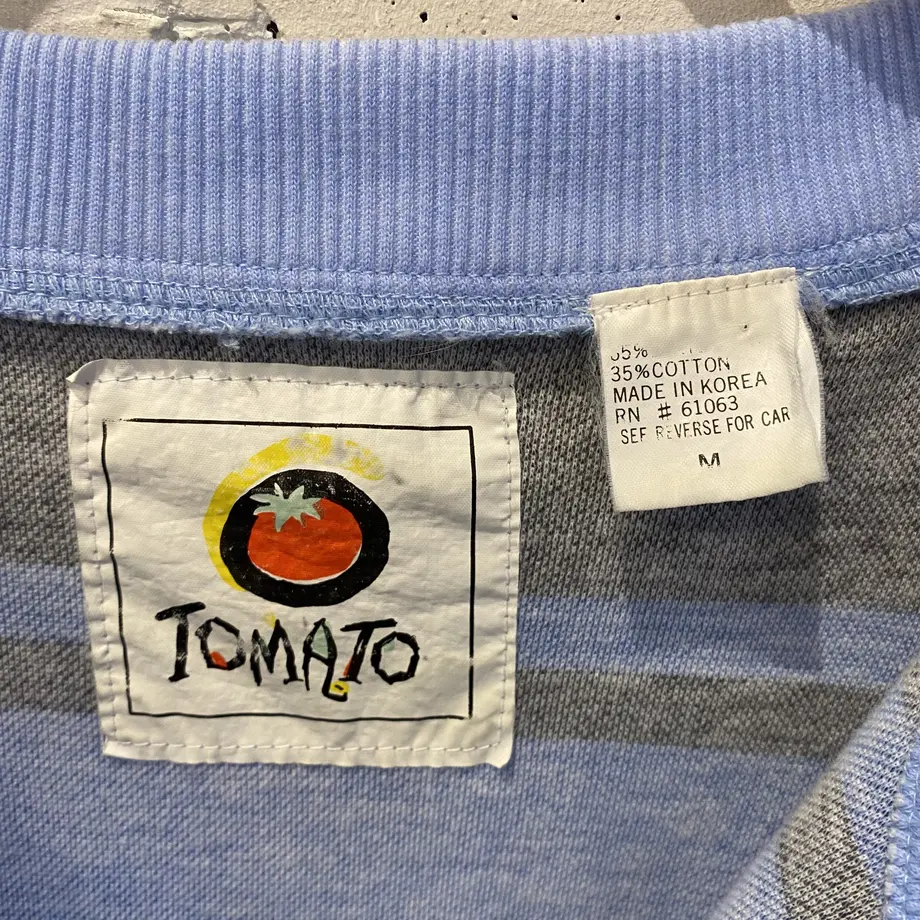 TOMATO
35%COTTON
MADE IN KOREA
RN # 61063
SEE REVERSE FOR CAR
M